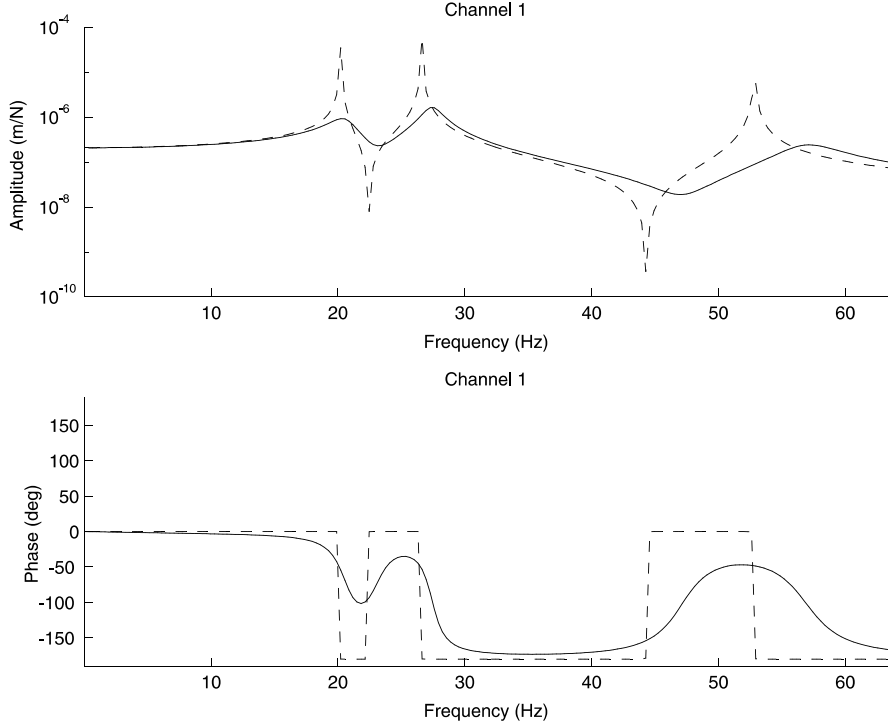 Channel 1
Amplitude (m/N)
10-4
10-6
10-8
10-10
10 20 30 40 50 60
Frequency (Hz)
Channel 1
Phase (deg)
150
100
50
0
-50
-100
-150
10 20 30 40 50 60
Frequency (Hz)